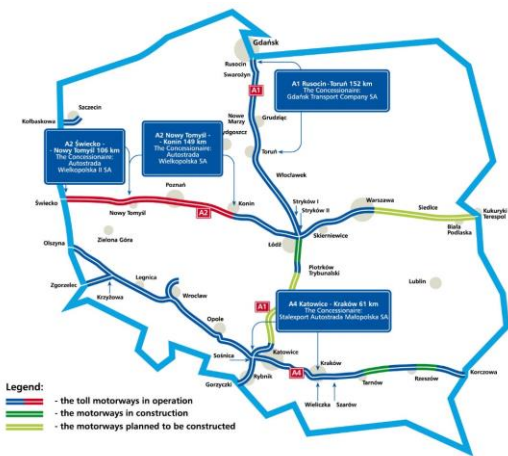 Gdańsk
Rusocin
Swarożyn
A1
A1 Rusocin- Toruń 152 km
The Concessionaire:
Gdańsk Transport Company SA
Szczecin
Kołbaskowo
Nowe
Marzy
Grudziąc
Bydgoszcz
Toruń
A2 Świecko -
- Nowy Tomyśl 106 km
The Concessionaire:
Autostrada
Wielkopolska II SA
A2 Nowy Tomyśl -
- Konin 149 km
The Concessionaire:
Autostrada
Wielkopolska SA
Włocławek
Świecko
Nowy Tomyśl
Poznań
A2
Konin
Stryków I
Stryków II
Warszawa
Siedlce
Kukuryki
Terespol
Biała
Podlaska
Łódź
Skierniewice
Olszyna
Zielona Góra
Piotrków
Trybunalski
Lublin
Zgorzelec
Krzyżowa
Legnica
Wrocław
Opole
A1
A4 Katowice - Kraków 61 km
The Concessionaire:
Stalexport Autostrada Małopolska SA
Sośnica
Katowice
Gorzyczki
Rybnik
A4
Kraków
Wieliczka
Szarów
Tarnów
Rzeszów
Korczowa
Legend:
- the toll motorways in operation
- the motorways in construction
- the motorways planned to be constructed